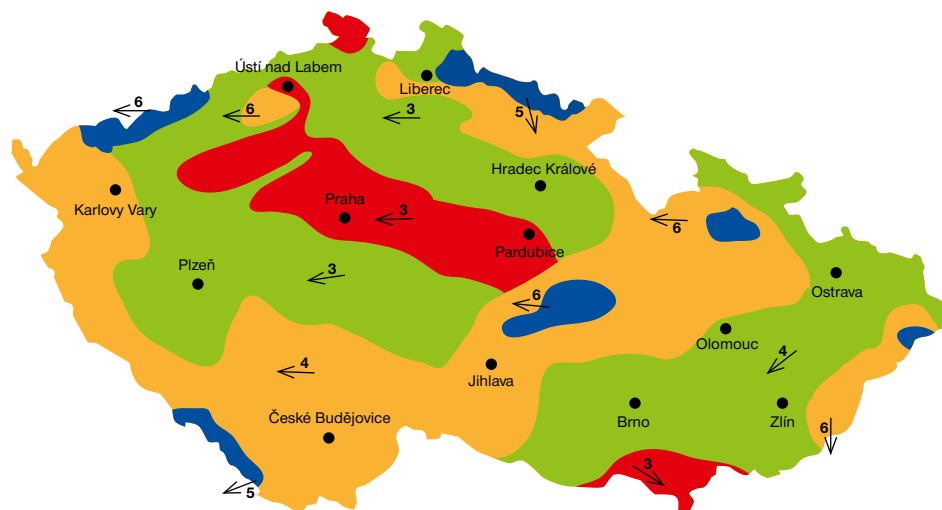 Ústí nad Labem
Liberec
6
6
3
5
Hradec Králové
Karlovy Vary
Praha
3
6
Pardubice
Plzeň
3
Ostrava
6
Olomouc
4
4
Jihlava
České Budějovice
Brno
Zlín
6
3
5